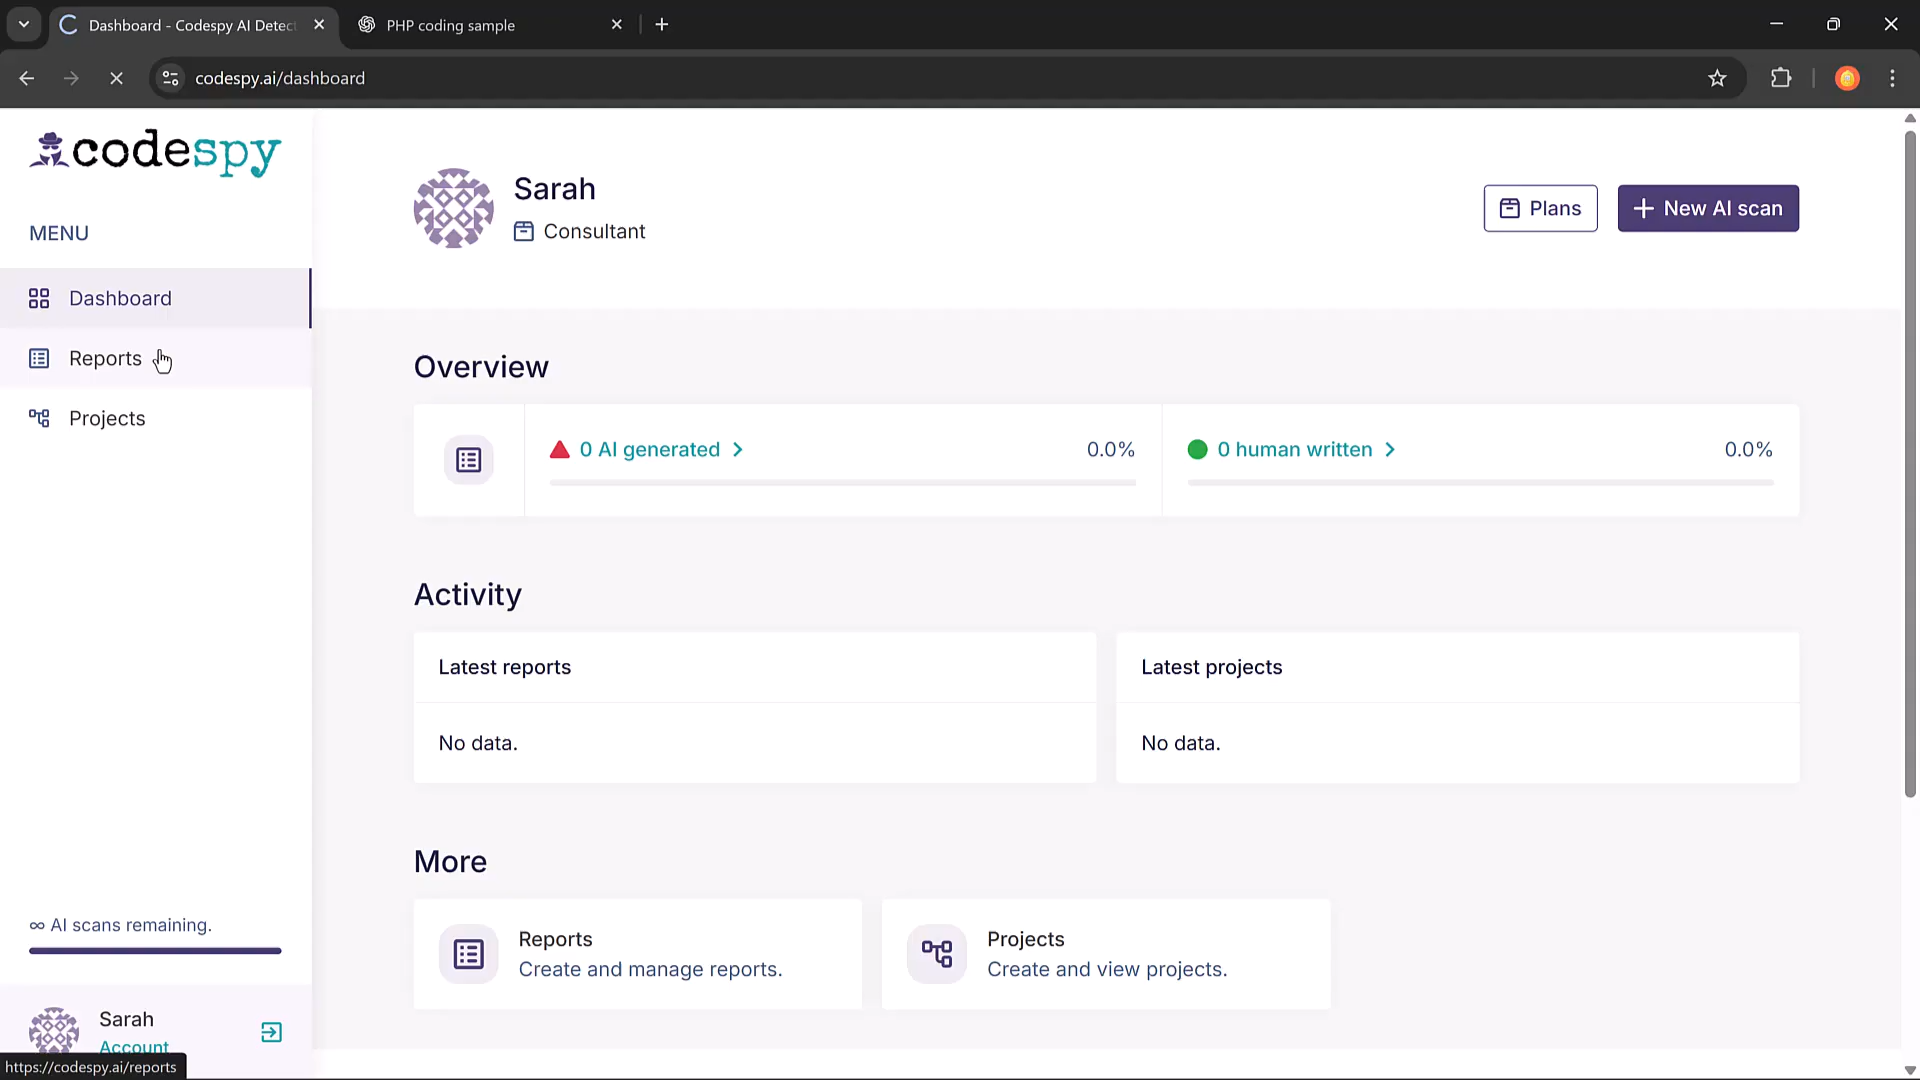 Dashboard - Codespy AI Detect
PHP coding sample
codespy.ai/dashboard
codespy
MENU
Dashboard
Reports
Projects
∞ AI scans remaining.
Sarah
Account
https://codespy.ai/reports
Sarah
Consultant
Plans
New AI scan
Overview
0 AI generated
0.0%
0 human written
0.0%
Activity
Latest reports
No data.
Latest projects
No data.
More
Reports
Create and manage reports.
Projects
Create and view projects.